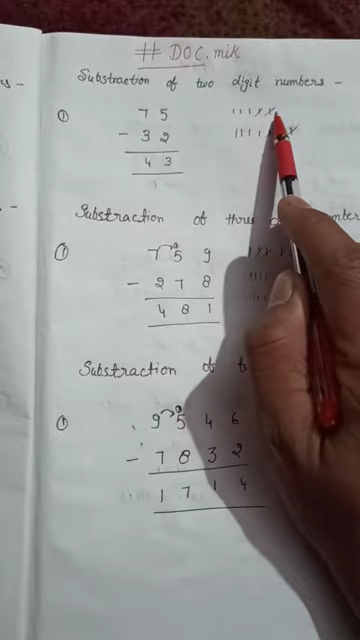 # DOC.mik
Substraction of two digit numbers -
① 7 5
- 3 2
4 3
Substraction of
① 7 5 9
- 2 7 8
4 8 1
Substraction of
① 9 5 4 6
- 7 8 3 2
1 7 1 4